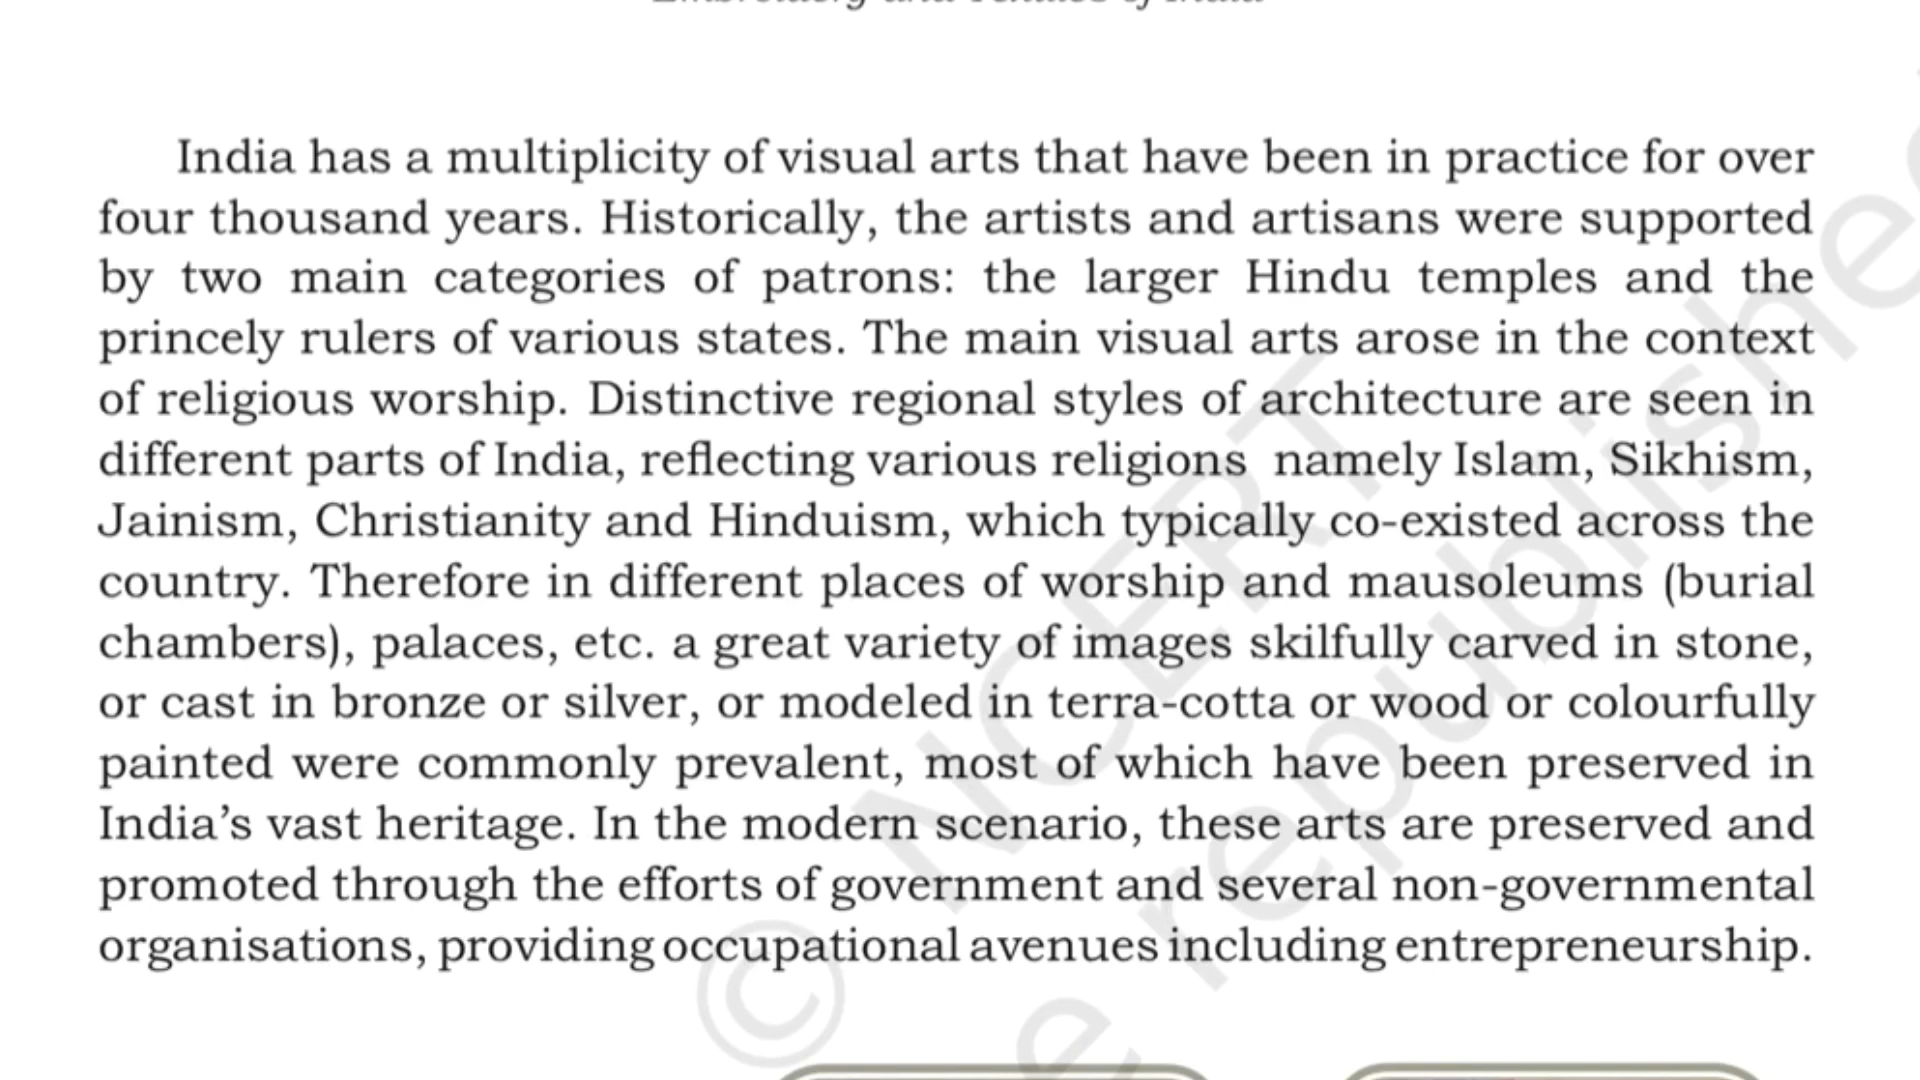 Embroidery and Textiles of India
India has a multiplicity of visual arts that have been in practice for over
four thousand years. Historically, the artists and artisans were supported
by two main categories of patrons: the larger Hindu temples and the
princely rulers of various states. The main visual arts arose in the context
of religious worship. Distinctive regional styles of architecture are seen in
different parts of India, reflecting various religions namely Islam, Sikhism,
Jainism, Christianity and Hinduism, which typically co-existed across the
country. Therefore in different places of worship and mausoleums (burial
chambers), palaces, etc. a great variety of images skilfully carved in stone,
or cast in bronze or silver, or modeled in terra-cotta or wood or colourfully
painted were commonly prevalent, most of which have been preserved in
India’s vast heritage. In the modern scenario, these arts are preserved and
promoted through the efforts of government and several non-governmental
organisations, providing occupational avenues including entrepreneurship.
© NCERT
e republishe